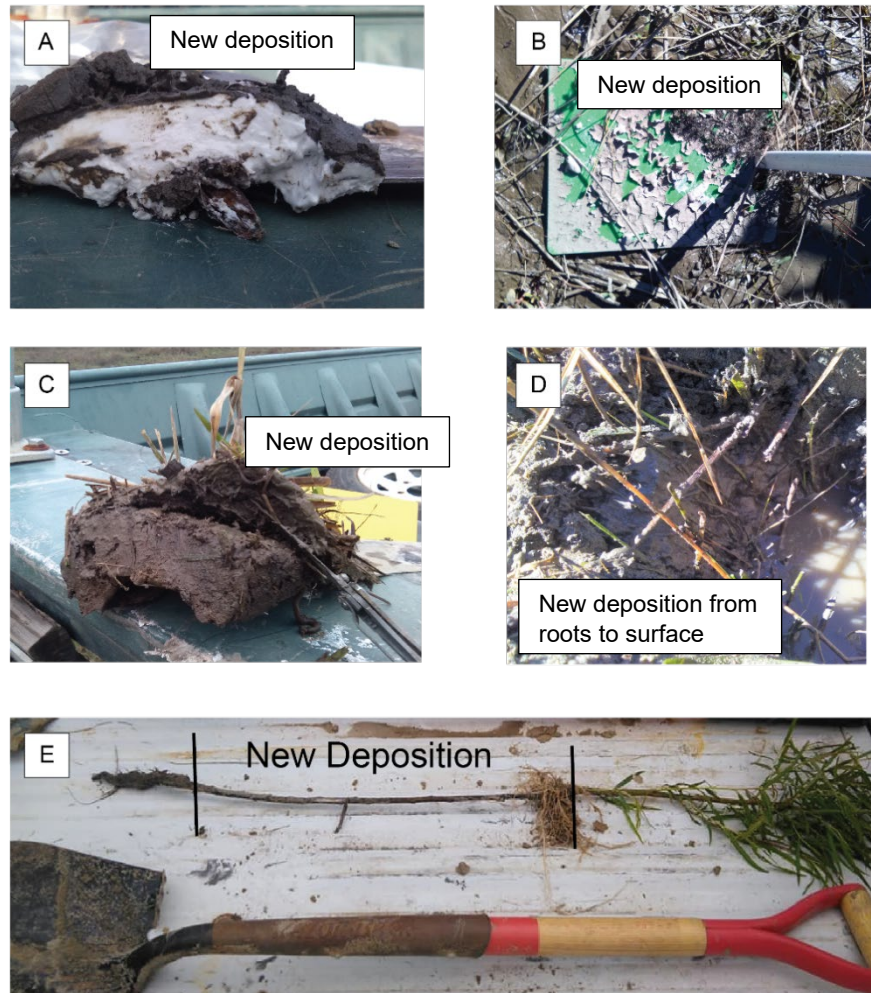 A
New deposition
B
New deposition
C
New deposition
D
New deposition from
roots to surface
E
New Deposition